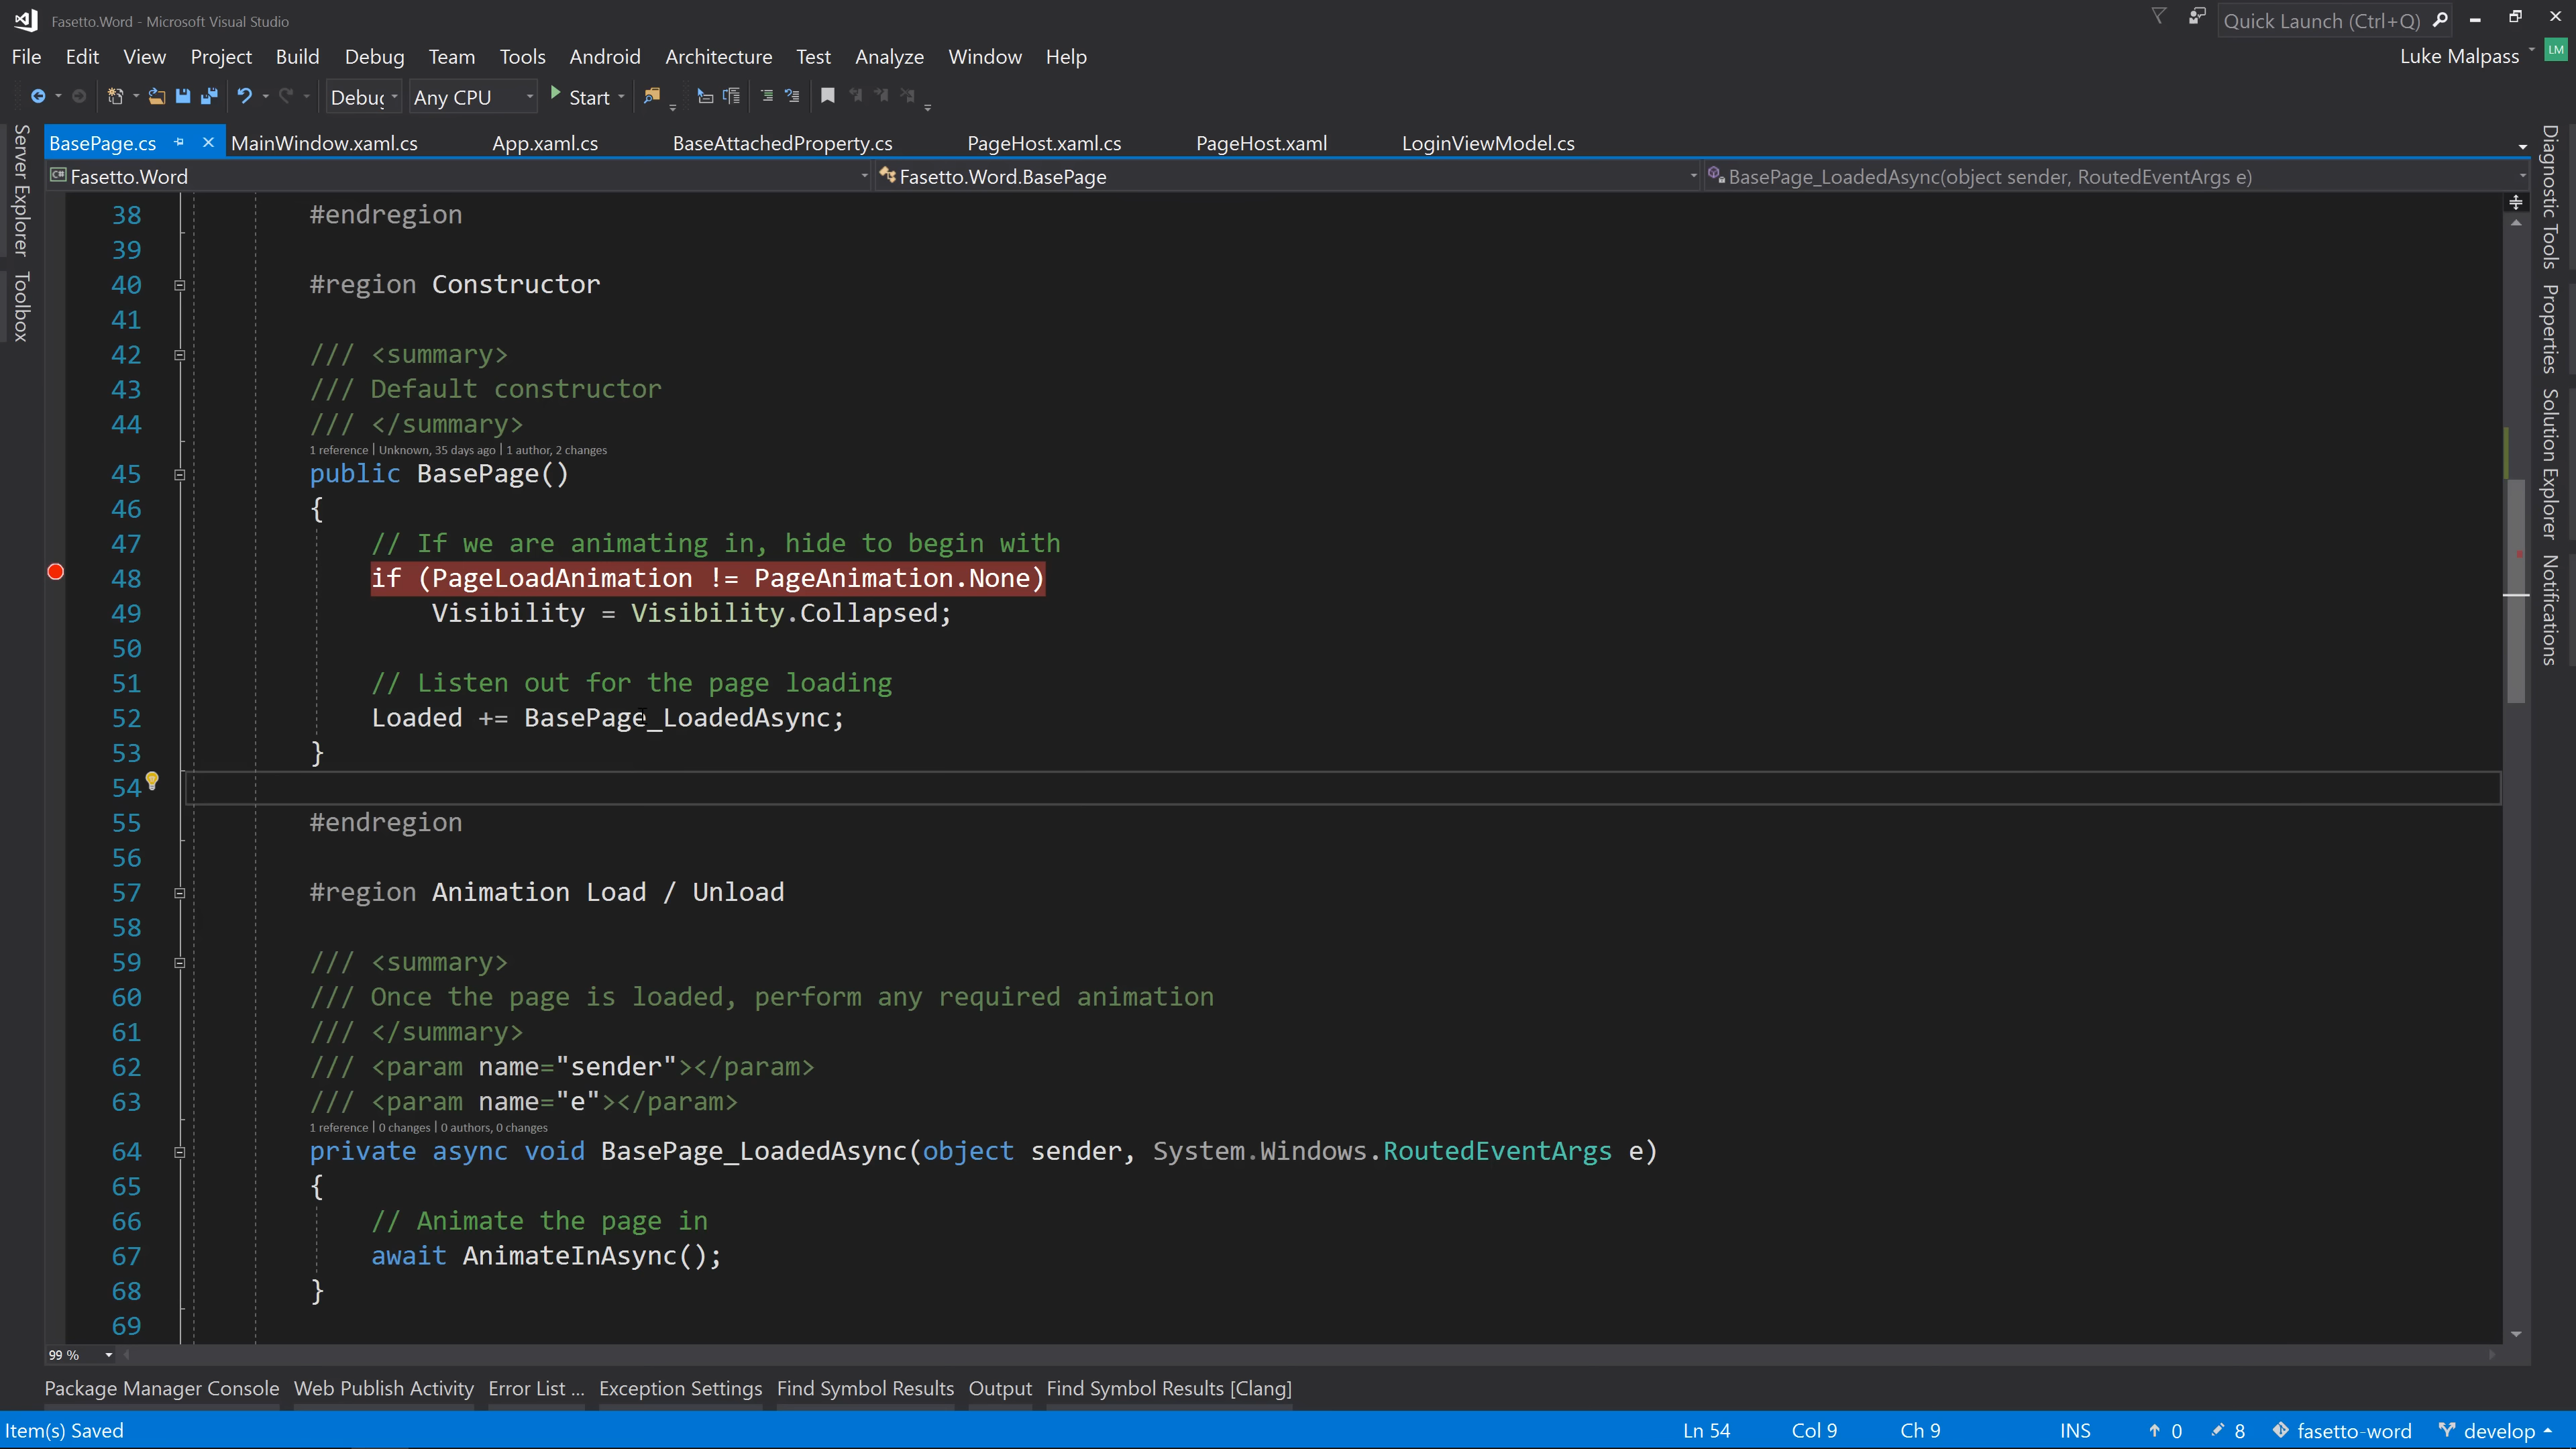 Fasetto.Word - Microsoft Visual Studio
Quick Launch (Ctrl+Q)
File Edit View Project Build Debug Team Tools Android Architecture Test Analyze Window Help
Luke Malpass LM
Debug Any CPU Start
BasePage.cs MainWindow.xaml.cs App.xaml.cs BaseAttachedProperty.cs PageHost.xaml.cs PageHost.xaml LoginViewModel.cs
Fasetto.Word Fasetto.Word.BasePage BasePage_LoadedAsync(object sender, RoutedEventArgs e)
Server Explorer
Toolbox
38 #endregion
39
40 #region Constructor
41
42 /// <summary>
43 /// Default constructor
44 /// </summary>
1 reference | Unknown, 35 days ago | 1 author, 2 changes
45 public BasePage()
46 {
47 // If we are animating in, hide to begin with
48 if (PageLoadAnimation != PageAnimation.None)
49 Visibility = Visibility.Collapsed;
50
51 // Listen out for the page loading
52 Loaded += BasePage_LoadedAsync;
53 }
54
55 #endregion
56
57 #region Animation Load / Unload
58
59 /// <summary>
60 /// Once the page is loaded, perform any required animation
61 /// </summary>
62 /// <param name="sender"></param>
63 /// <param name="e"></param>
1 reference | 0 changes | 0 authors, 0 changes
64 private async void BasePage_LoadedAsync(object sender, System.Windows.RoutedEventArgs e)
65 {
66 // Animate the page in
67 await AnimateInAsync();
68 }
69
Diagnostic Tools
Properties
Solution Explorer
Notifications
99 %
Package Manager Console Web Publish Activity Error List ... Exception Settings Find Symbol Results Output Find Symbol Results [Clang]
Item(s) Saved Ln 54 Col 9 Ch 9 INS 0 8 fasetto-word develop